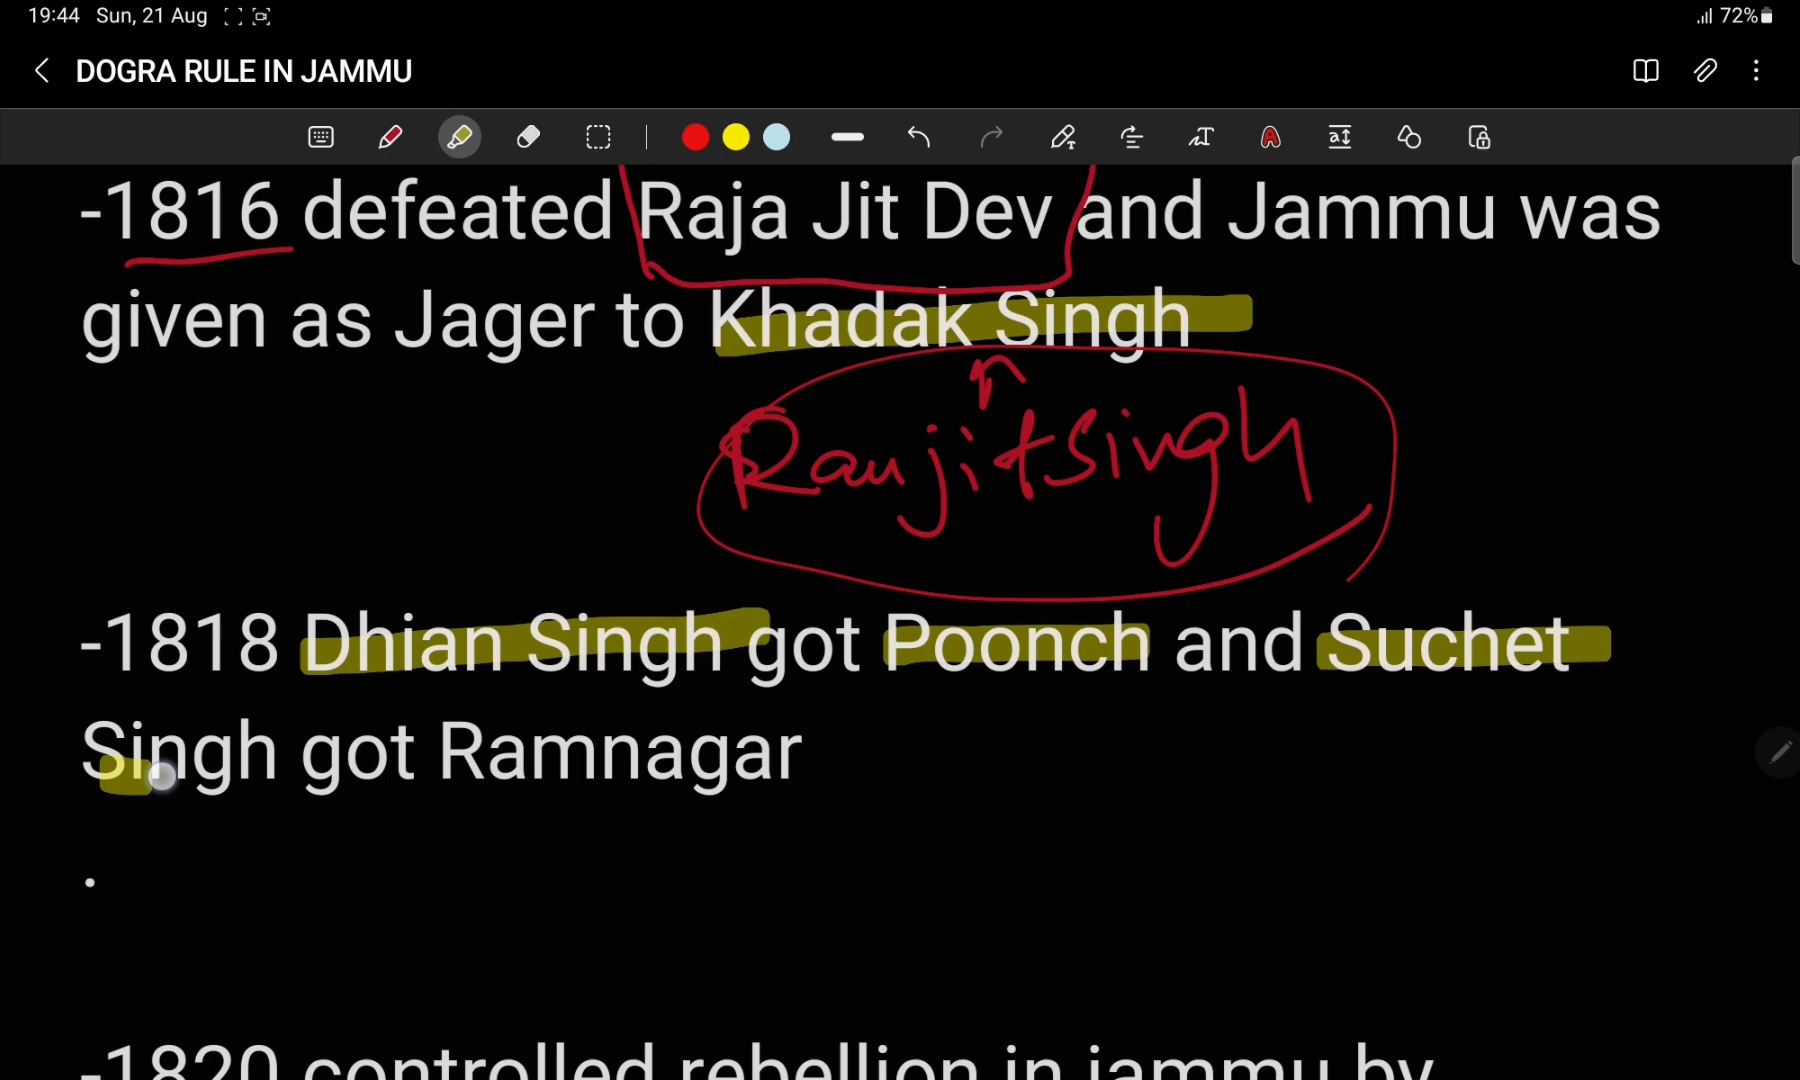 19:44 Sun, 21 Aug 72%
DOGRA RULE IN JAMMU
-1816 defeated Raja Jit Dev and Jammu was
given as Jager to Khadak Singh
Ranjitsingh
-1818 Dhian Singh got Poonch and Suchet
Singh got Ramnagar
.
-1820 controlled rebellion in jammu by